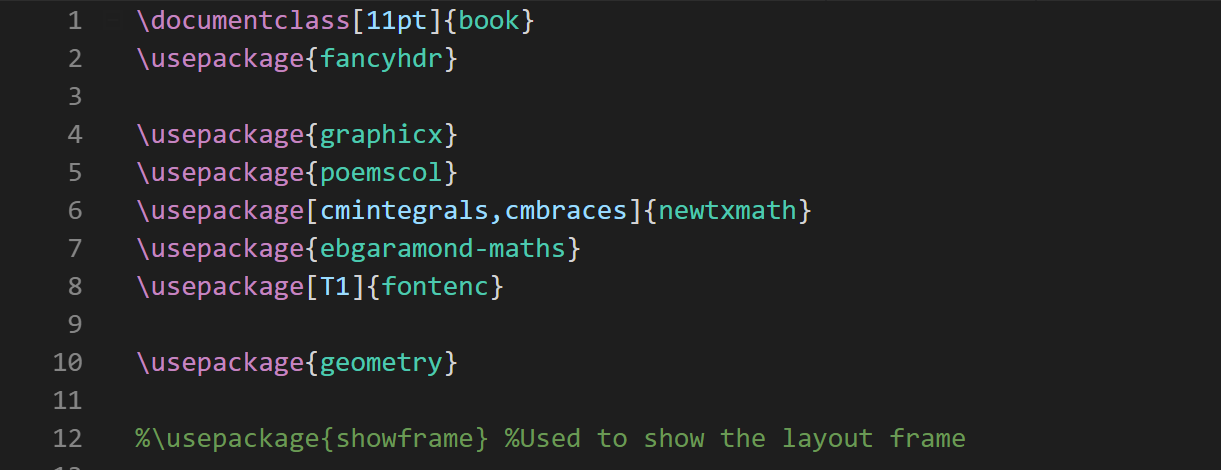 1 \documentclass[11pt]{book}
2 \usepackage{fancyhdr}
3
4 \usepackage{graphicx}
5 \usepackage{poemscol}
6 \usepackage[cmintegrals,cmbraces]{newtxmath}
7 \usepackage{ebgaramond-maths}
8 \usepackage[T1]{fontenc}
9
10 \usepackage{geometry}
11
12 %\usepackage{showframe} %Used to show the layout frame